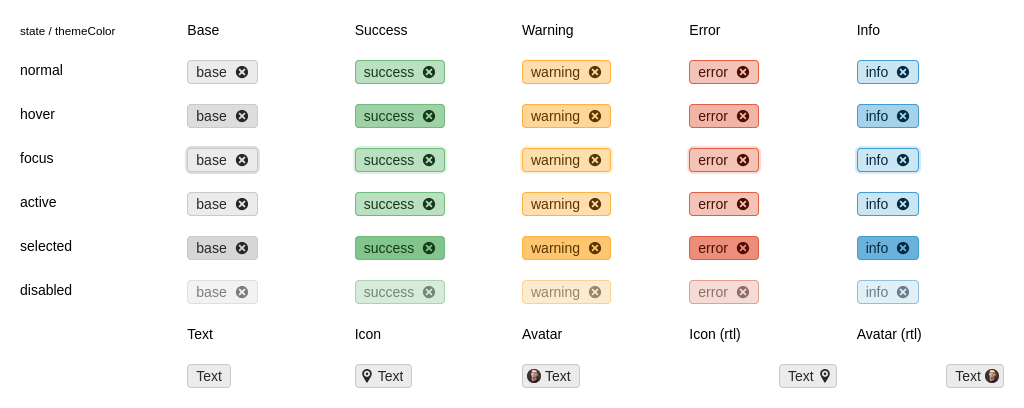 state / themeColor Base Success Warning Error Info
normal base success warning error info
hover base success warning error info
focus base success warning error info
active base success warning error info
selected base success warning error info
disabled base success warning error info
Text Icon Avatar Icon (rtl) Avatar (rtl)
Text Text Text Text Text